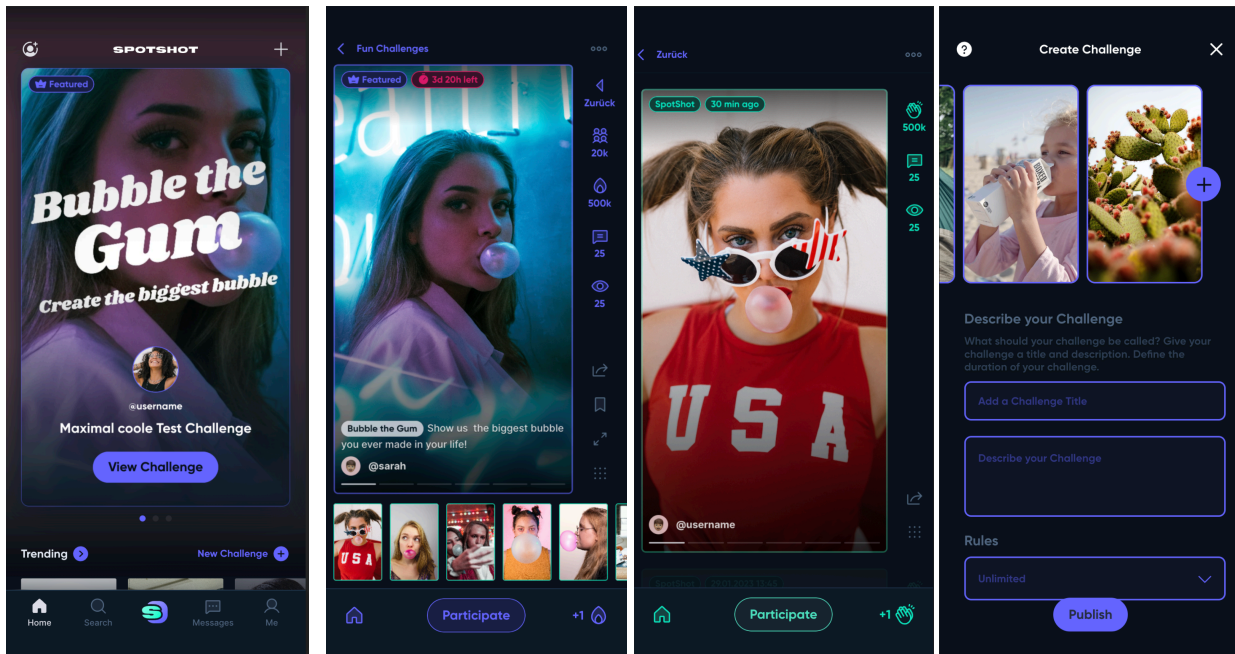 SPOTSHOT
Featured
Bubble the
Gum
Create the biggest bubble
@username
Maximal coole Test Challenge
View Challenge
Trending
New Challenge
Home
Search
S
Messages
Me
Fun Challenges
Featured
3d 20h left
Zurück
20k
500k
25
25
Bubble the Gum Show us the biggest bubble
you ever made in your life!
@sarah
USA
Participate
+1
Zurück
SpotShot
30 min ago
500k
25
25
USA
@username
SpotShot
Participate
+1
?
Create Challenge
Describe your Challenge
What should your challenge be called? Give your
challenge a title and description. Define the
duration of your challenge.
Add a Challenge Title
Describe your Challenge
Rules
Unlimited
Publish